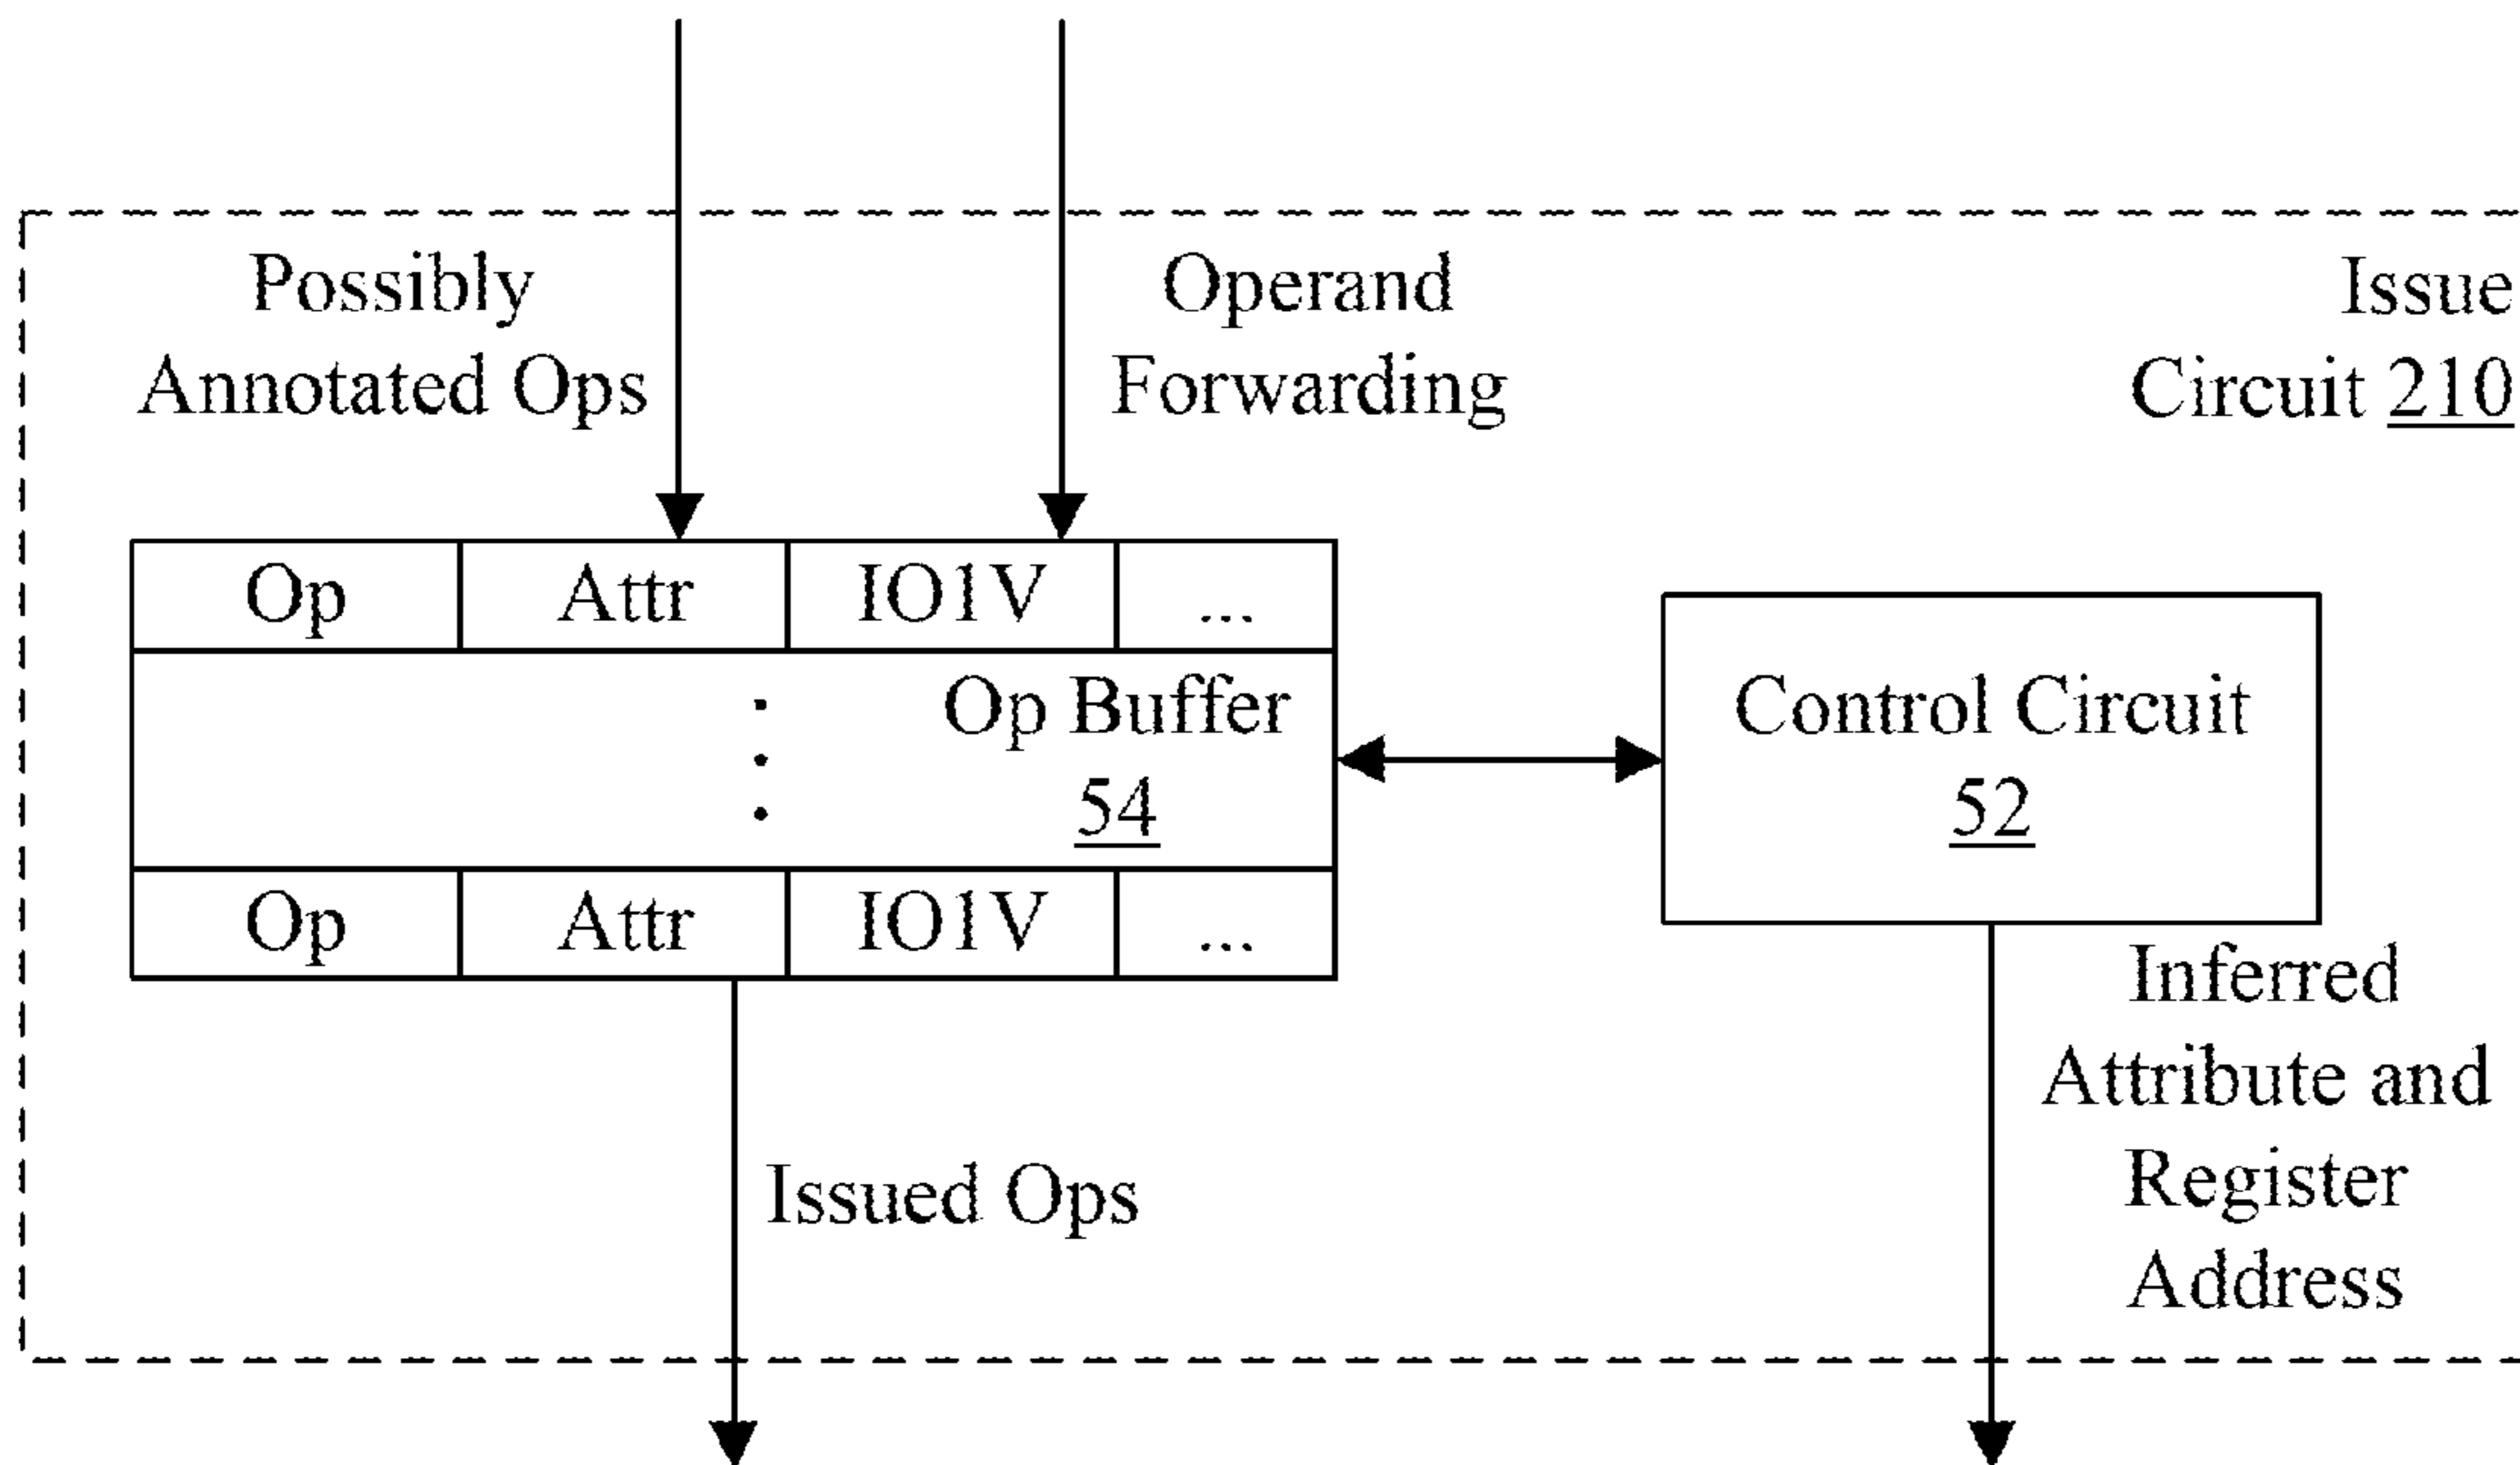 Possibly
Annotated Ops
Operand
Forwarding
Issue
Circuit 210
Op Attr IO1V ...
Op Buffer
54
Control Circuit
52
Op Attr IO1V ...
Issued Ops
Inferred
Attribute and
Register
Address